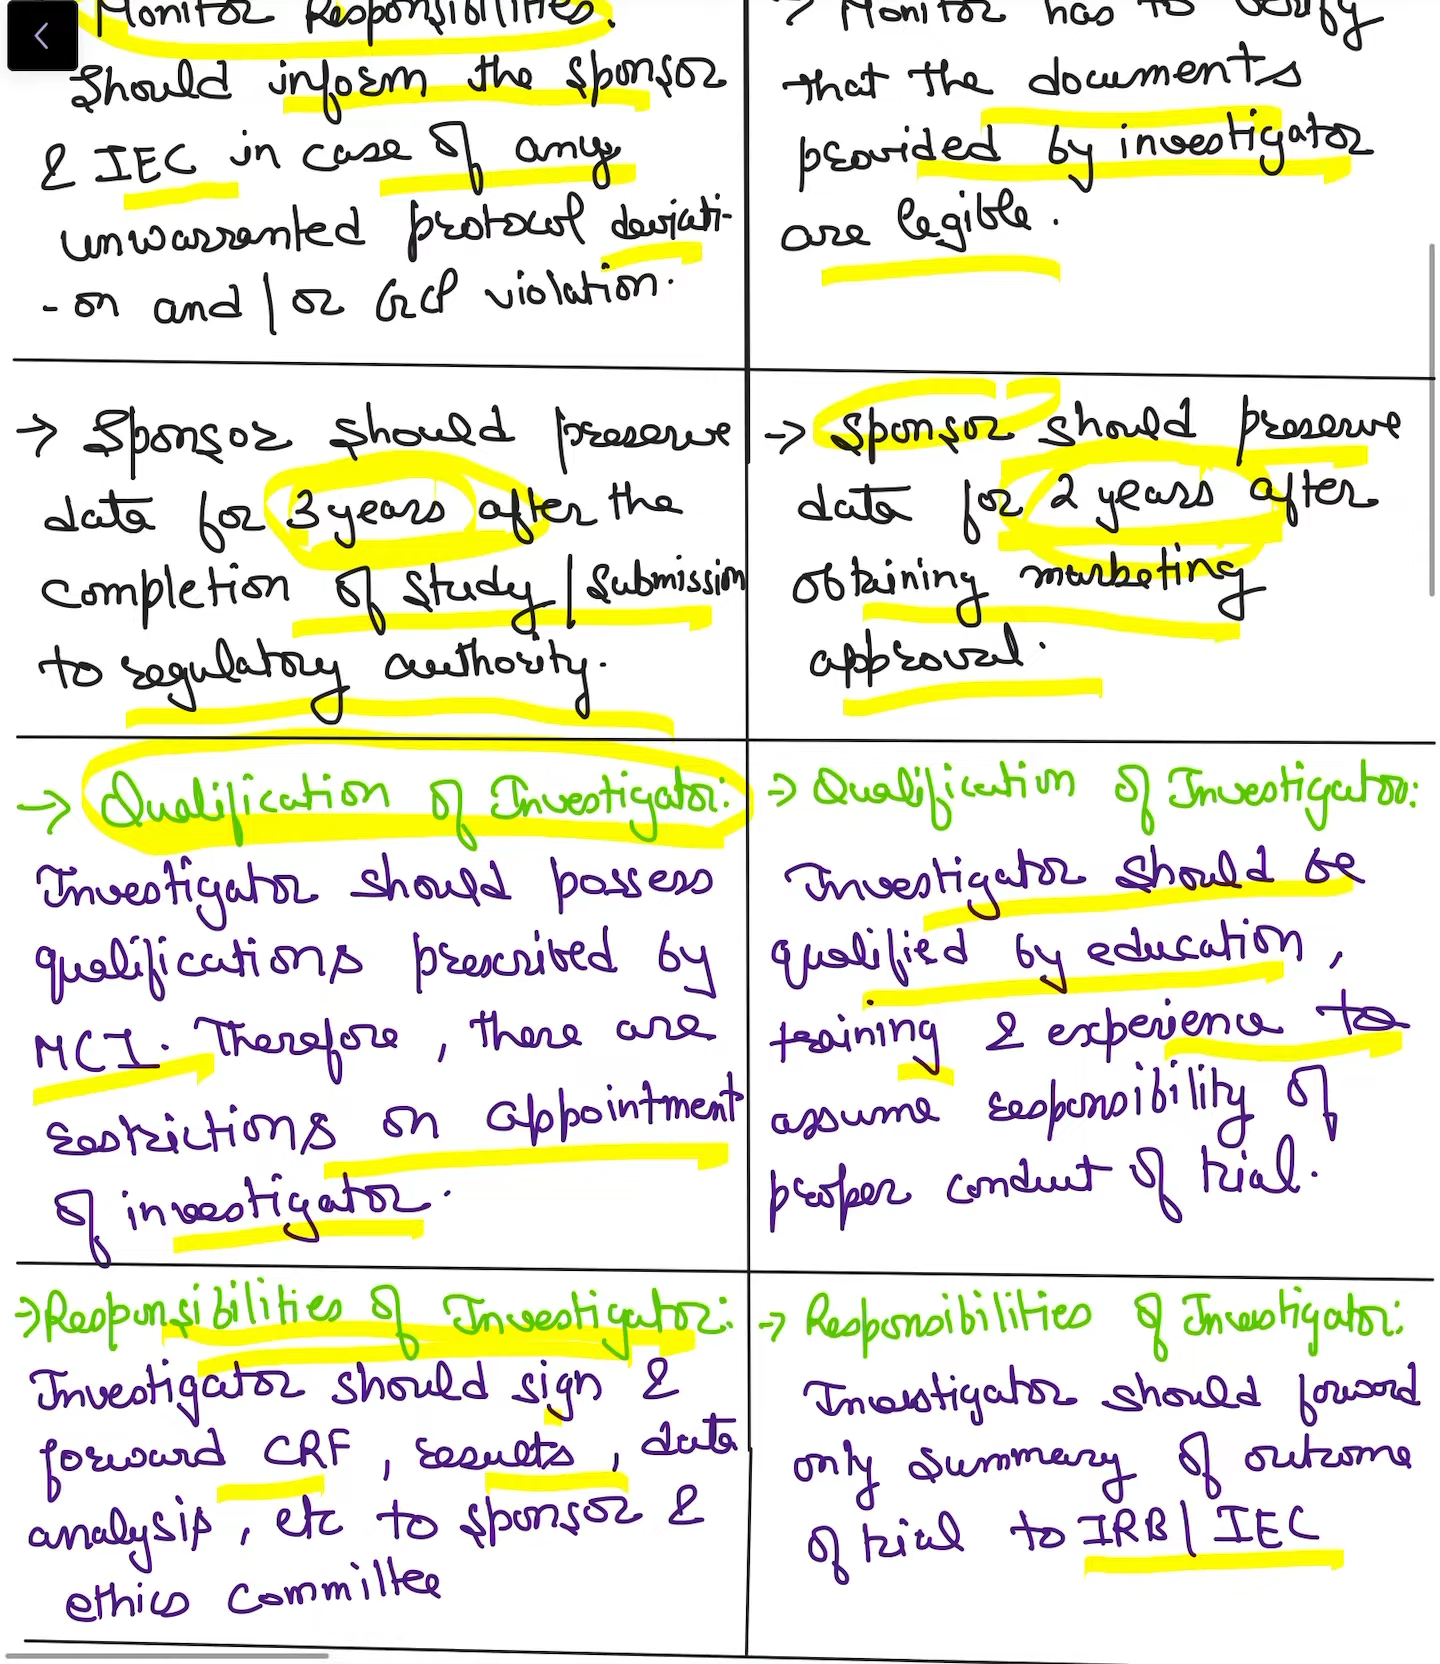 Monitor Responsibilities.
Should inform the sponsor
& IEC in case of any
unwarranted protocol deviati-
- on and / or GCP violation.
→ Monitor has to verify
that the documents
provided by investigator
are legible.
→ Sponsor should preserve
data for 3 years after the
completion of study / submission
to regulatory authority.
→ Sponsor should preserve
data for 2 years after
obtaining marketing
approval.
→ Qualification of Investigator:
Investigator should possess
qualifications prescribed by
MCI. Therefore, there are
restrictions on appointment
of investigator.
→ Qualification of Investigator:
Investigator should be
qualified by education,
training & experience to
assume responsibility of
proper conduct of trial.
→ Responsibilities of Investigator:
Investigator should sign &
forward CRF, results, data
analysis, etc to sponsor &
ethics committee
→ Responsibilities of Investigator:
Investigator should forward
only summary of outcome
of trial to IRB / IEC